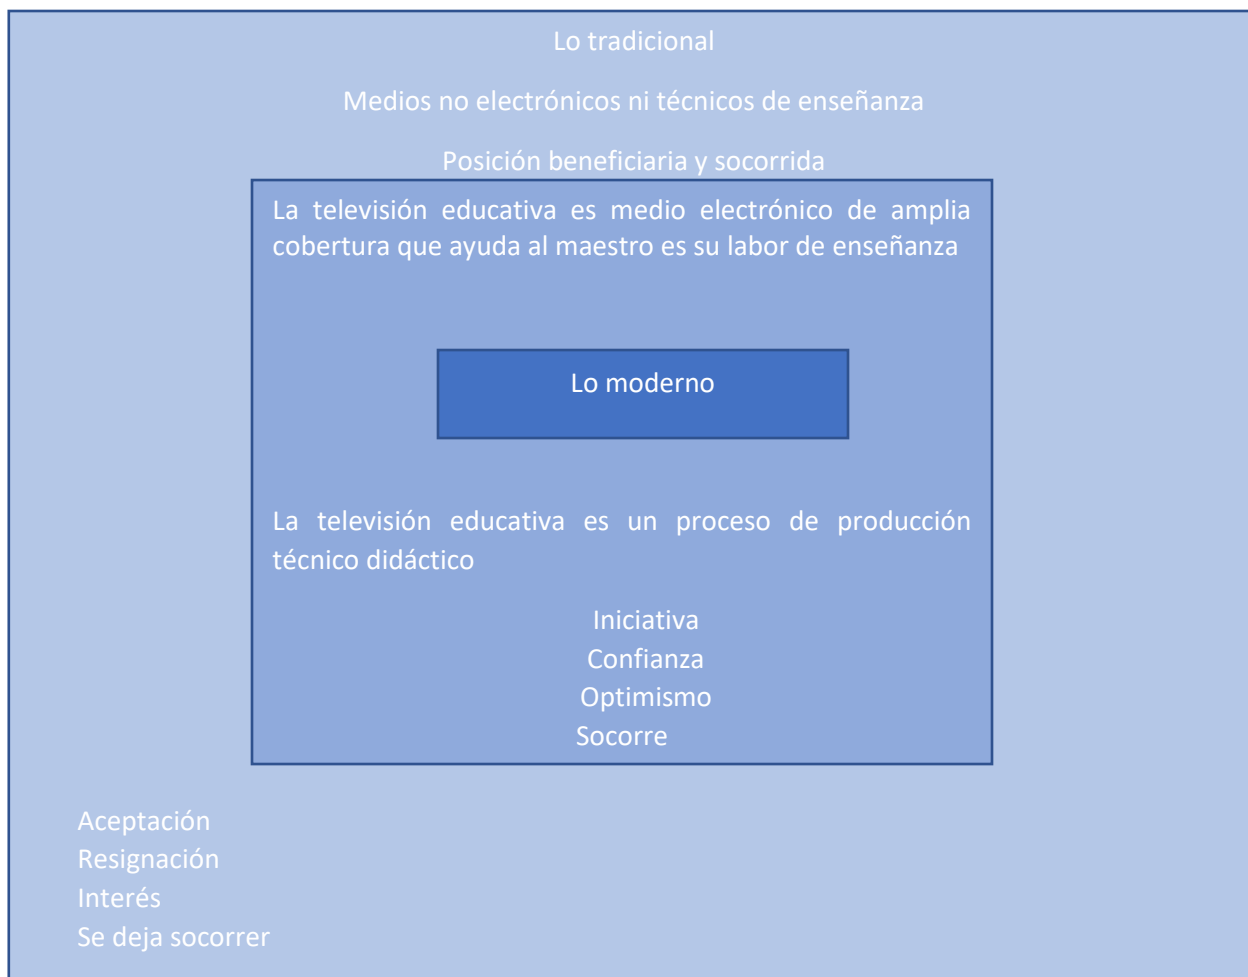 Lo tradicional
Medios no electrónicos ni técnicos de enseñanza
Posición beneficiaria y socorrida
La televisión educativa es medio electrónico de amplia
cobertura que ayuda al maestro es su labor de enseñanza
Lo moderno
La televisión educativa es un proceso de producción
técnico didáctico
Iniciativa
Confianza
Optimismo
Socorre
Aceptación
Resignación
Interés
Se deja socorrer